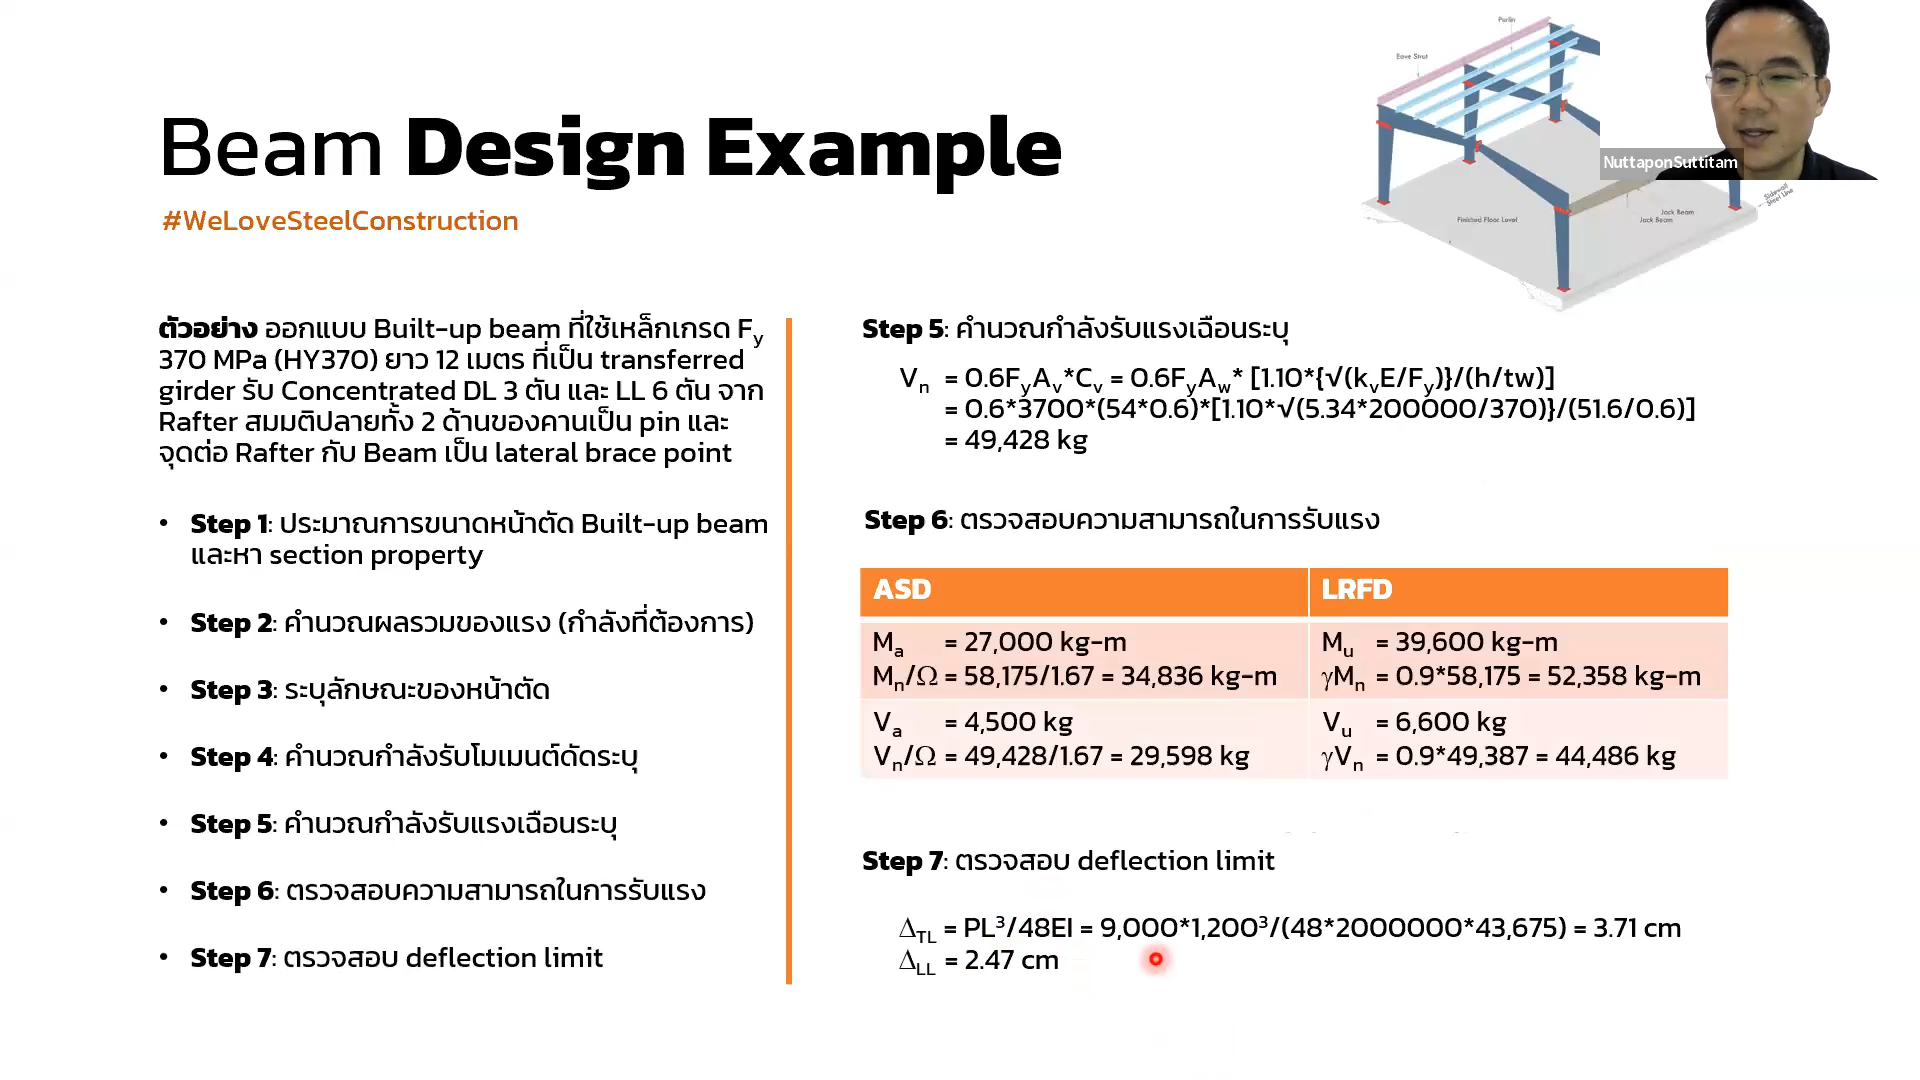 Purlin
Eave Strut
NuttaponSuttitam
Sidewall
Steel Line
Jack Beam
Jack Beam
Finished Floor Level
Beam Design Example
#WeLoveSteelConstruction
ตัวอย่าง ออกแบบ Built-up beam ที่ใช้เหล็กเกรด Fy
370 MPa (HY370) ยาว 12 เมตร ที่เป็น transferred
girder รับ Concentrated DL 3 ตัน และ LL 6 ตัน จาก
Rafter สมมติปลายทั้ง 2 ด้านของคานเป็น pin และ
จุดต่อ Rafter กับ Beam เป็น lateral brace point
• Step 1: ประมาณการขนาดหน้าตัด Built-up beam
และหา section property
• Step 2: คำนวณผลรวมของแรง (กำลังที่ต้องการ)
• Step 3: ระบุลักษณะของหน้าตัด
• Step 4: คำนวณกำลังรับโมเมนต์ดัดระบุ
• Step 5: คำนวณกำลังรับแรงเฉือนระบุ
• Step 6: ตรวจสอบความสามารถในการรับแรง
• Step 7: ตรวจสอบ deflection limit
Step 5: คำนวณกำลังรับแรงเฉือนระบุ
Vn = 0.6FyAv*Cv = 0.6FyAw* [1.10*{√(kvE/Fy)}/(h/tw)]
= 0.6*3700*(54*0.6)*[1.10*√(5.34*200000/370)}/(51.6/0.6)]
= 49,428 kg
Step 6: ตรวจสอบความสามารถในการรับแรง
ASD LRFD
Ma = 27,000 kg-m Mu = 39,600 kg-m
Mn/Ω = 58,175/1.67 = 34,836 kg-m γMn = 0.9*58,175 = 52,358 kg-m
Va = 4,500 kg Vu = 6,600 kg
Vn/Ω = 49,428/1.67 = 29,598 kg γVn = 0.9*49,387 = 44,486 kg
Step 7: ตรวจสอบ deflection limit
ΔTL = PL³/48EI = 9,000*1,200³/(48*2000000*43,675) = 3.71 cm
ΔLL = 2.47 cm